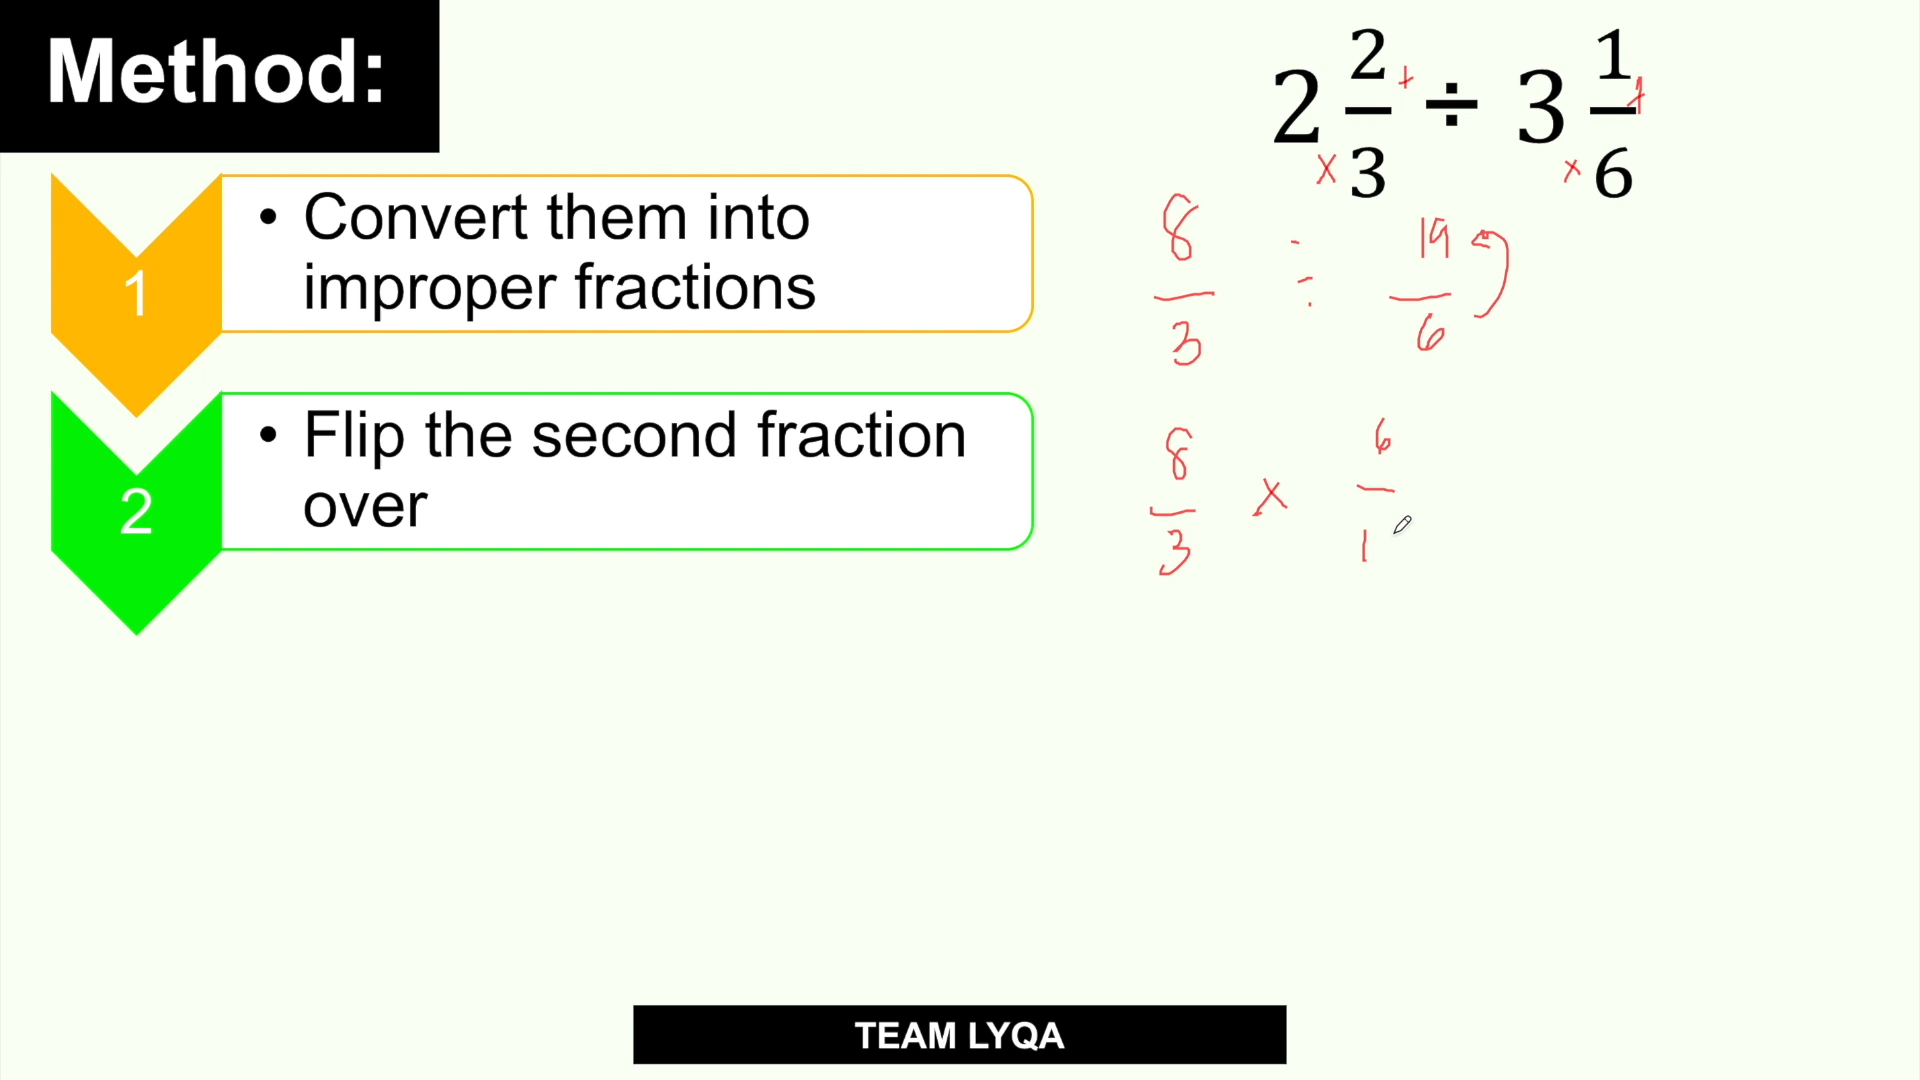 Method:
2 2/3 ÷ 3 1/6
× + × +
1
• Convert them into
improper fractions
8/3 ÷ 19/6
2
• Flip the second fraction
over
8/3 × 6/1
TEAM LYQA